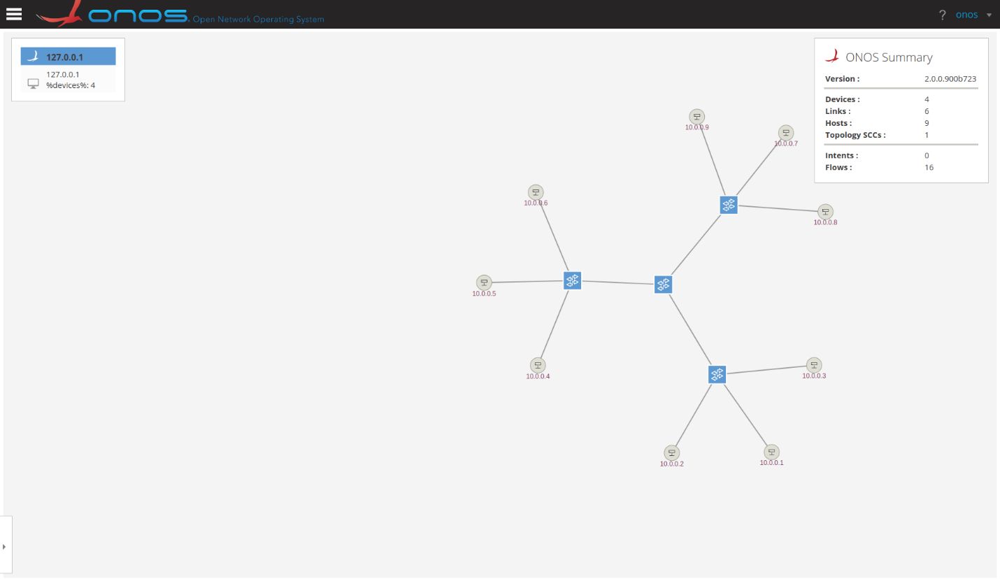 onos Open Network Operating System
? onos
127.0.0.1
127.0.0.1
%devices%: 4
ONOS Summary
Version : 2.0.0.900b723
Devices : 4
Links : 6
Hosts : 9
Topology SCCs : 1
Intents : 0
Flows : 16
10.0.0.9
10.0.0.7
10.0.0.6
10.0.0.8
10.0.0.5
10.0.0.4
10.0.0.3
10.0.0.2
10.0.0.1